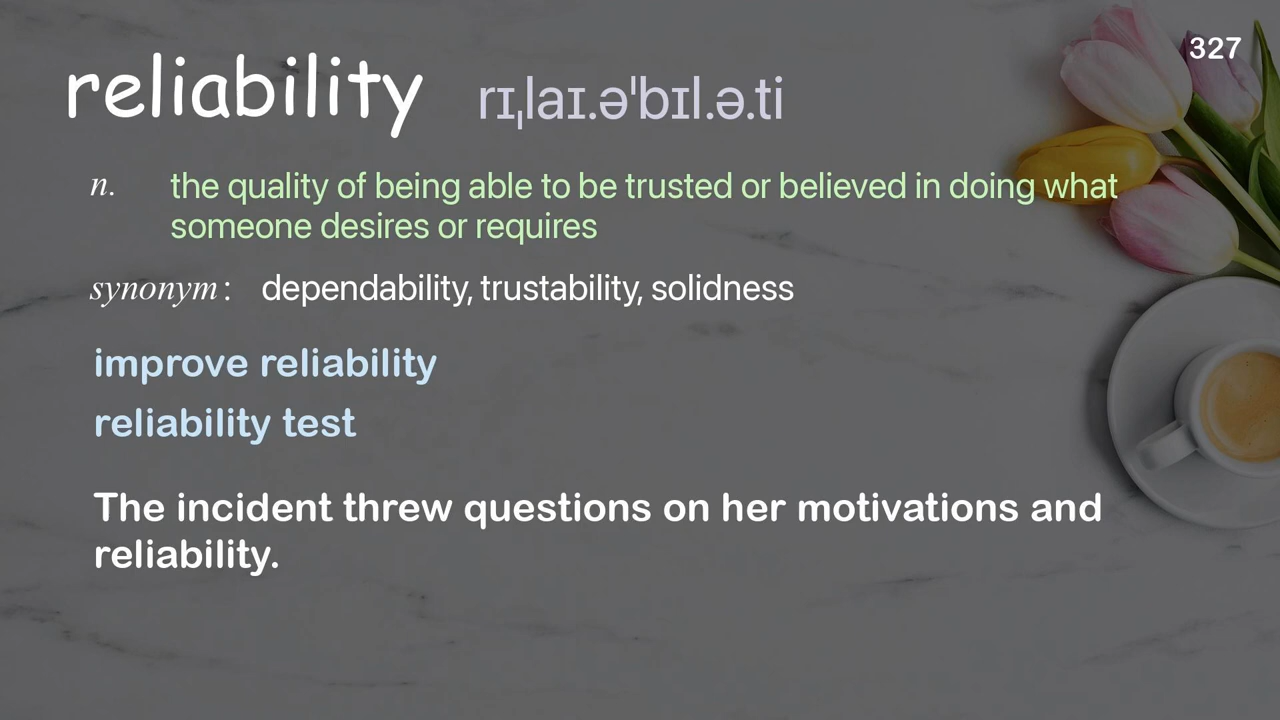 327
reliability rɪˌlaɪ.əˈbɪl.ə.ti
n. the quality of being able to be trusted or believed in doing what
someone desires or requires
synonym : dependability, trustability, solidness
improve reliability
reliability test
The incident threw questions on her motivations and
reliability.